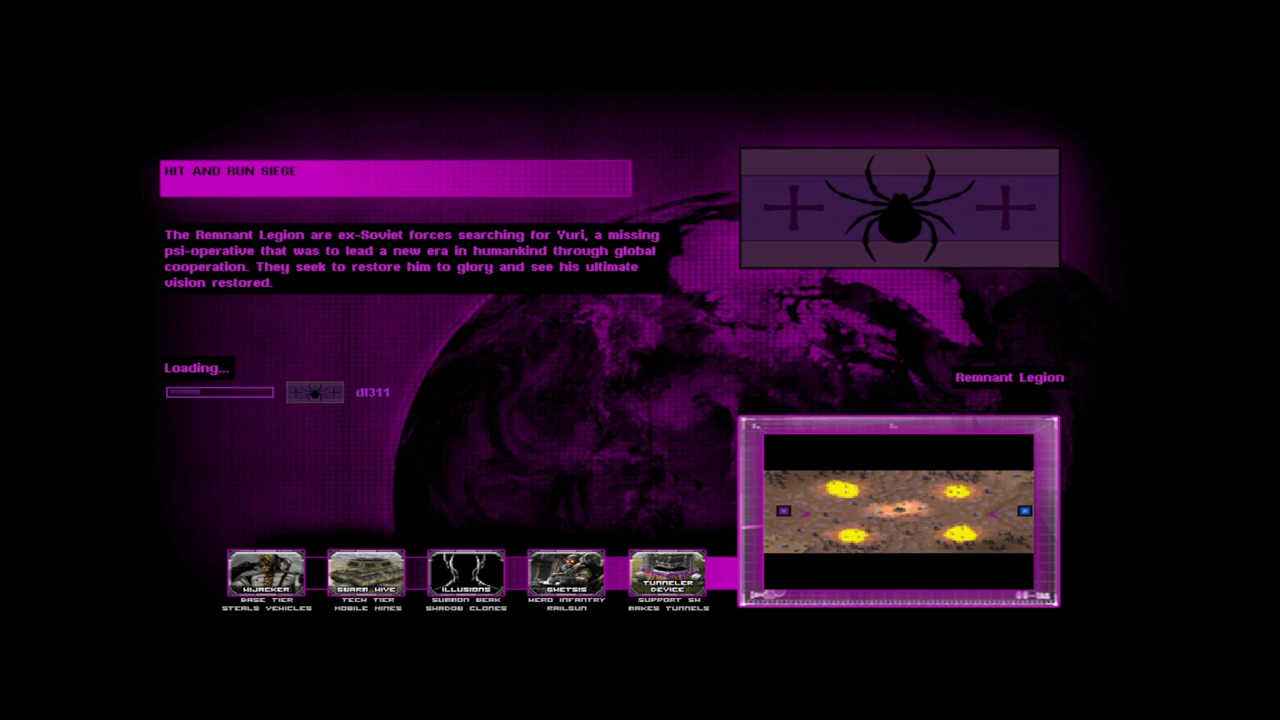 HIT AND RUN SIEGE
The Remnant Legion are ex-Soviet forces searching for Yuri, a missing
psi-operative that was to lead a new era in humankind through global
cooperation. They seek to restore him to glory and see his ultimate
vision restored.
Loading...
dl311
Remnant Legion
HIJACKER
BASE TIER
STEALS VEHICLES
SWARM HIVE
TECH TIER
MOBILE MINES
ILLUSIONS
SUMMON WEAK
SHADOW CLONES
SHETSIS
HERO INFANTRY
RAILGUN
TUNNELER
DEVICE
SUPPORT SW
MAKES TUNNELS